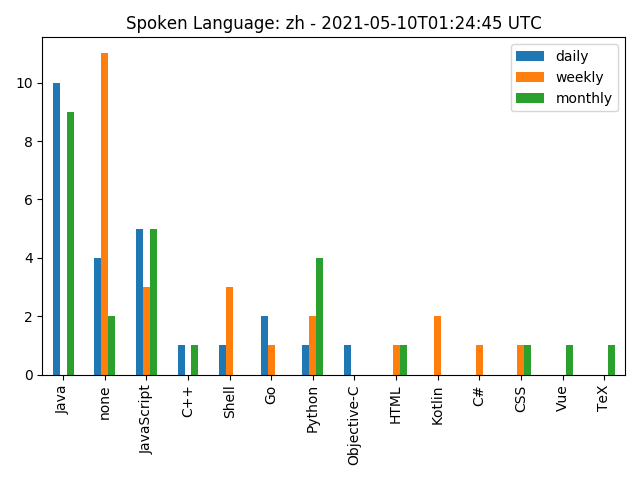 Spoken Language: zh - 2021-05-10T01:24:45 UTC
daily
weekly
monthly
10
8
6
4
2
0
Java
none
JavaScript
C++
Shell
Go
Python
Objective-C
HTML
Kotlin
C#
CSS
Vue
TeX